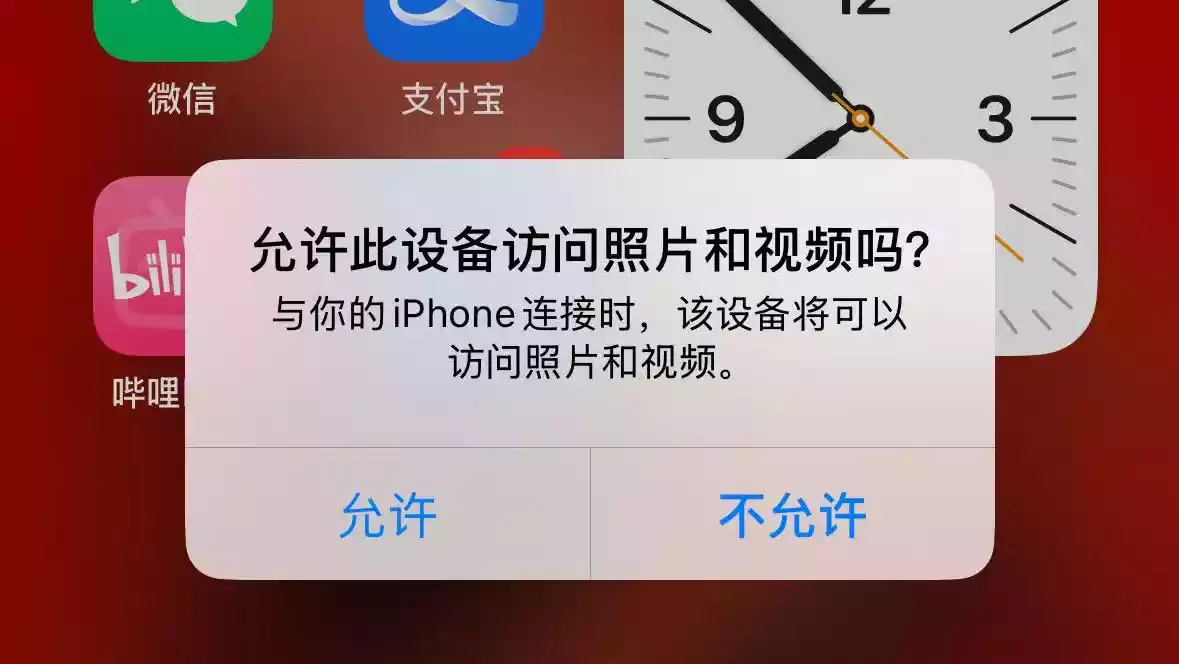 12
微信
支付宝
9
3
允许此设备访问照片和视频吗?
与你的iPhone连接时,该设备将可以
访问照片和视频。
哔哩
允许
不允许